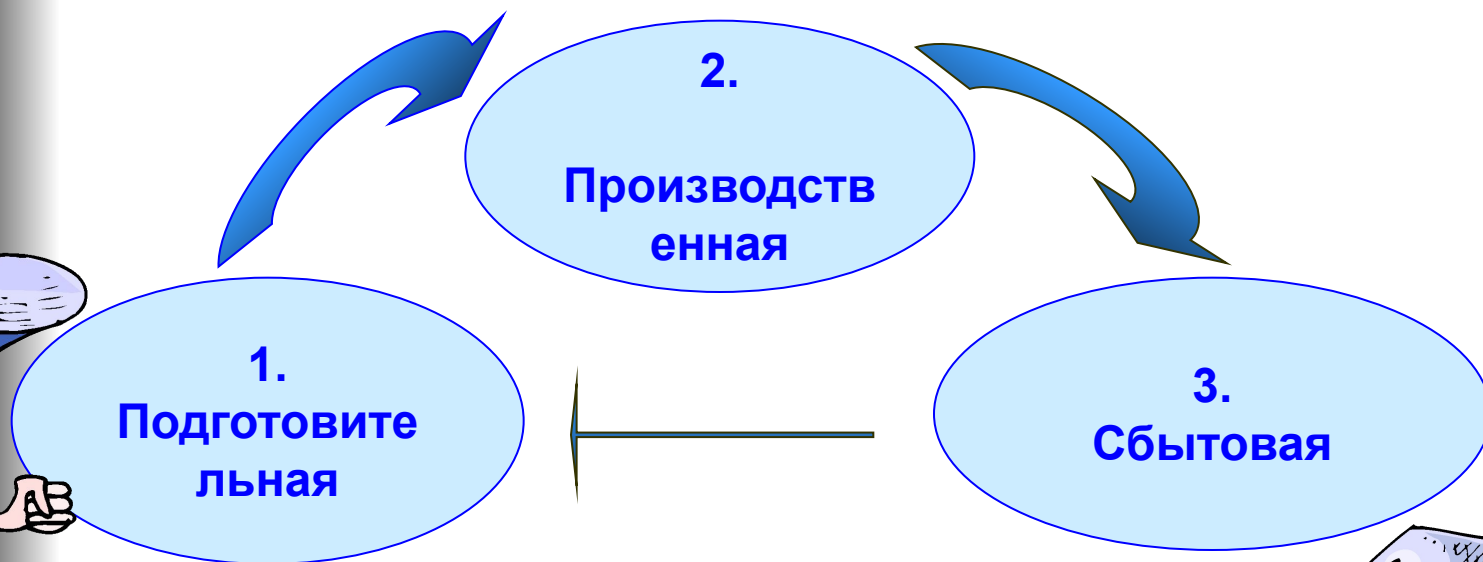 2.
Производств
енная
1.
Подготовите
льная
3.
Сбытовая